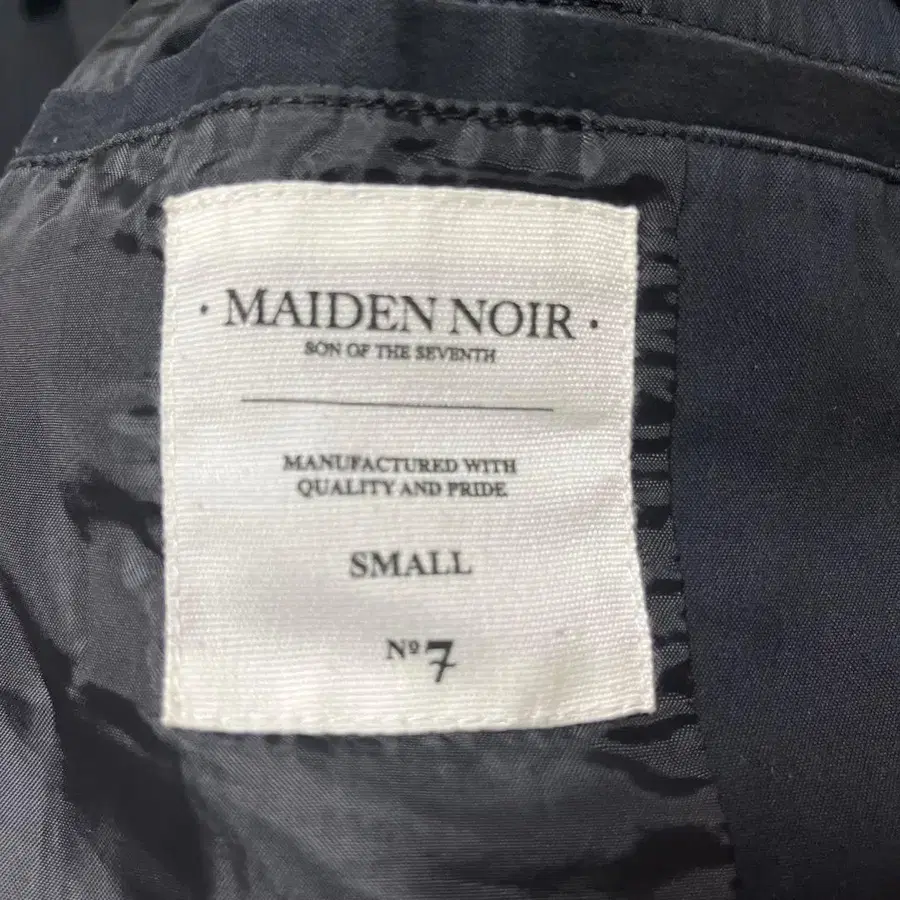 · MAIDEN NOIR ·
SON OF THE SEVENTH
MANUFACTURED WITH
QUALITY AND PRIDE
SMALL
Nº 7